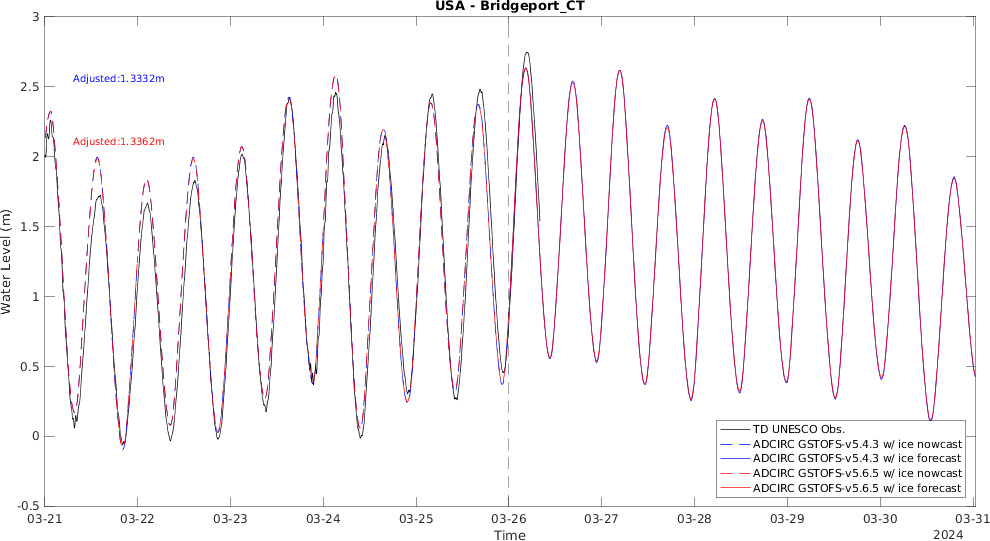 USA - Bridgeport_CT
3
2.5
2
1.5
1
0.5
0
-0.5
Water Level (m)
Adjusted:1.3332m
Adjusted:1.3362m
TD UNESCO Obs.
ADCIRC GSTOFS-v5.4.3 w/ ice nowcast
ADCIRC GSTOFS-v5.4.3 w/ ice forecast
ADCIRC GSTOFS-v5.6.5 w/ ice nowcast
ADCIRC GSTOFS-v5.6.5 w/ ice forecast
03-21 03-22 03-23 03-24 03-25 03-26 03-27 03-28 03-29 03-30 03-31
Time
2024